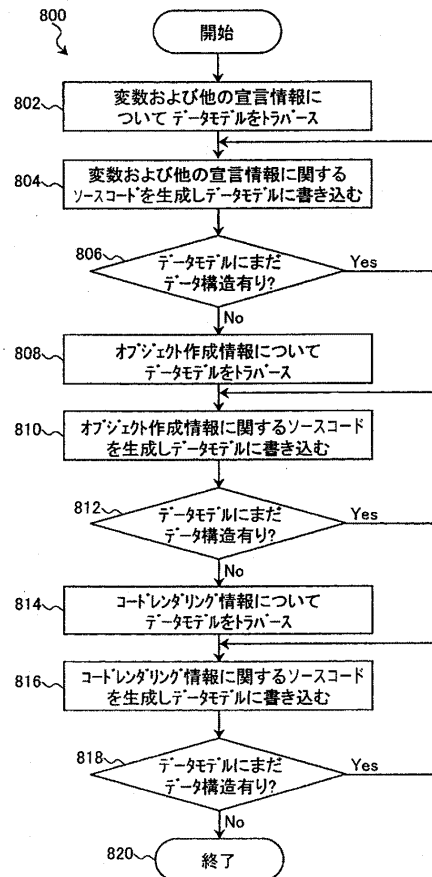 800
開始
802
変数および他の宣言情報に
ついてデータモデルをトラバース
804
変数および他の宣言情報に関する
ソースコードを生成しデータモデルに書き込む
806
データモデルにまだ
データ構造有り?
Yes
No
808
オブジェクト作成情報について
データモデルをトラバース
810
オブジェクト作成情報に関するソースコード
を生成しデータモデルに書き込む
812
データモデルにまだ
データ構造有り?
Yes
No
814
コードレンダリング情報について
データモデルをトラバース
816
コードレンダリング情報に関するソースコード
を生成しデータモデルに書き込む
818
データモデルにまだ
データ構造有り?
Yes
No
820
終了